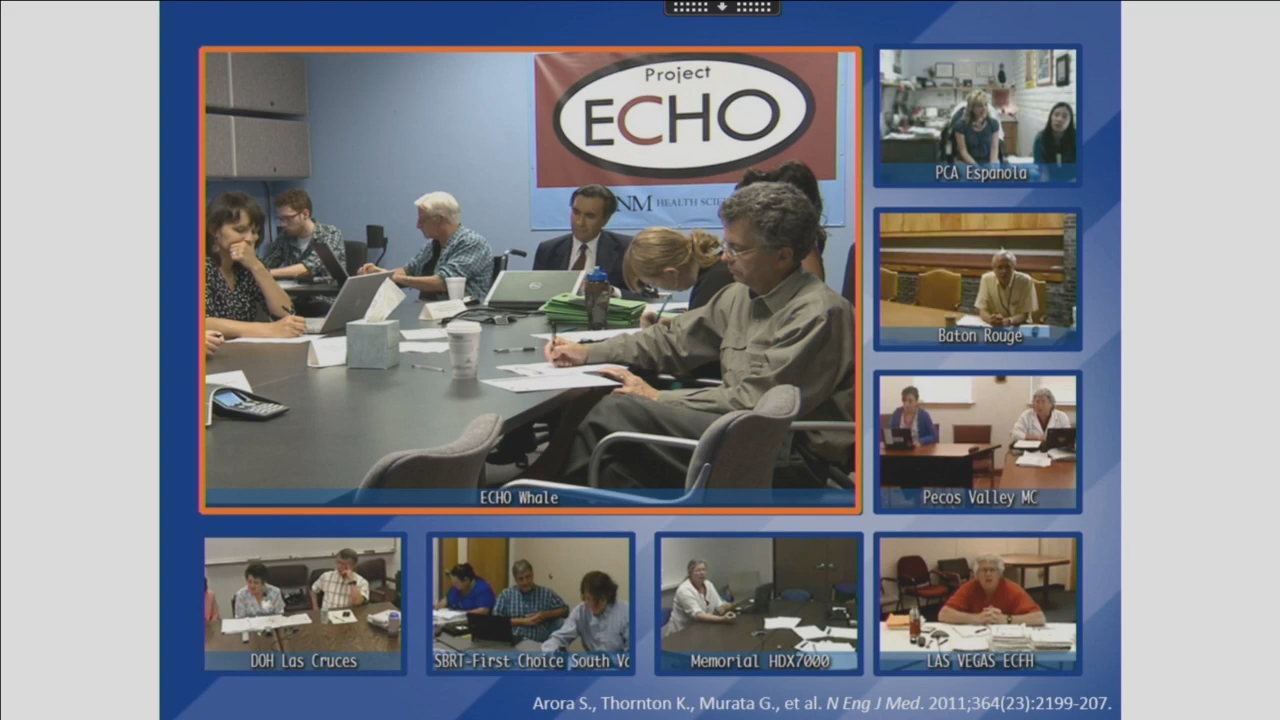 Project
ECHO
NM HEALTH SCI
PCA Espanola
Baton Rouge
Pecos Valley MC
ECHO Whale
DOH Las Cruces
SBRT-First Choice South Va
Memorial HDX7000
LAS VEGAS ECFH
Arora S., Thornton K., Murata G., et al. N Eng J Med. 2011;364(23):2199-207.